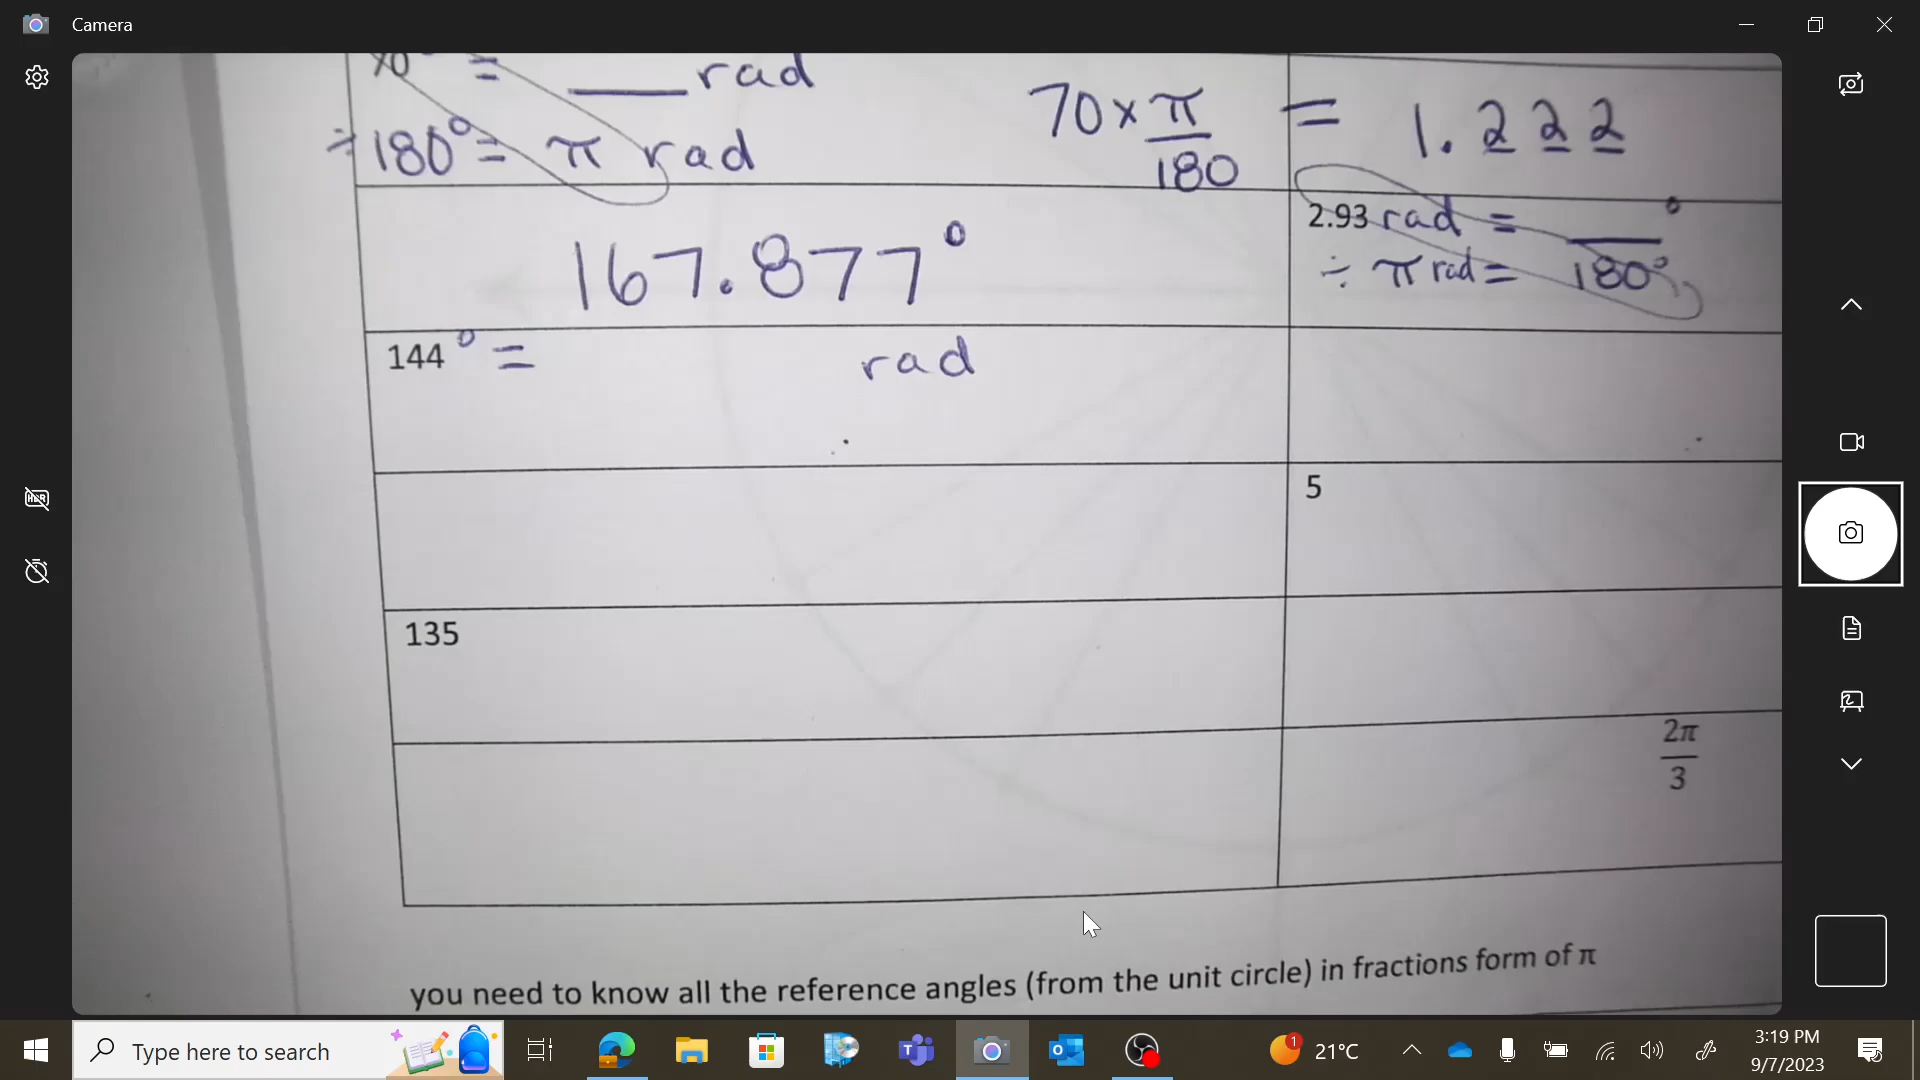 Camera
70° = ___ rad
÷180° = π rad
70 × π/180 = 1.222
167.877°
2.93 rad = ___°
÷ π rad = 180°
144° = rad
5
135
2π/3
you need to know all the reference angles (from the unit circle) in fractions form of π
Type here to search
1
21°C
3:19 PM
9/7/2023